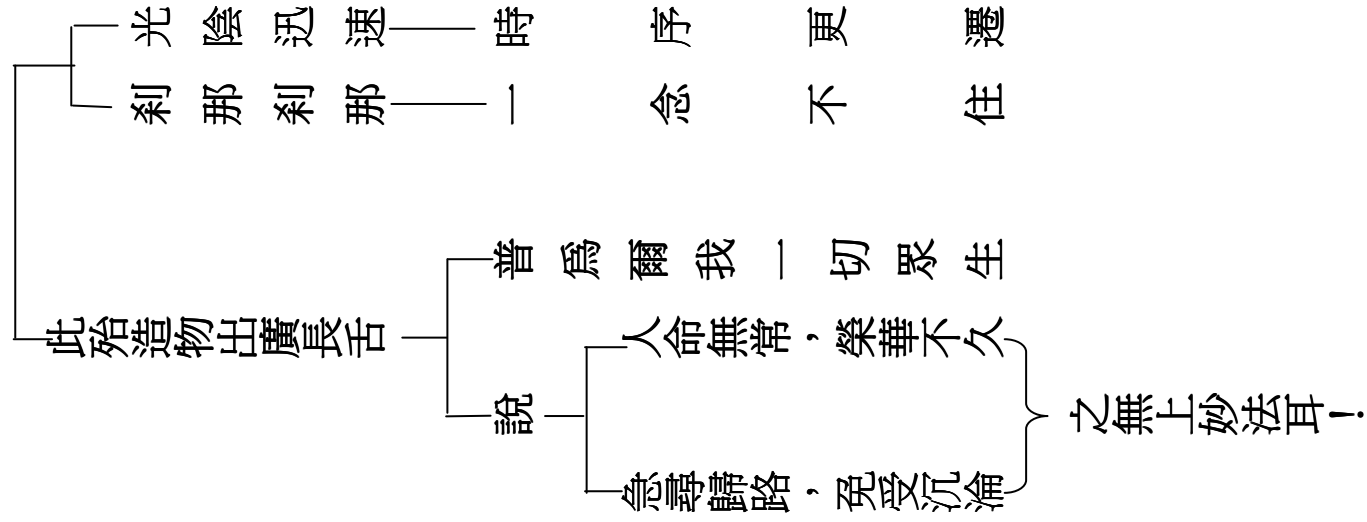 光陰迅速
時序更遷
剎那剎那
一念不住
此殆造物出廣長舌
普爲爾我一切眾生
說
人命無常,榮華不久
急尋歸路,免受沉淪
之無上妙法耳!